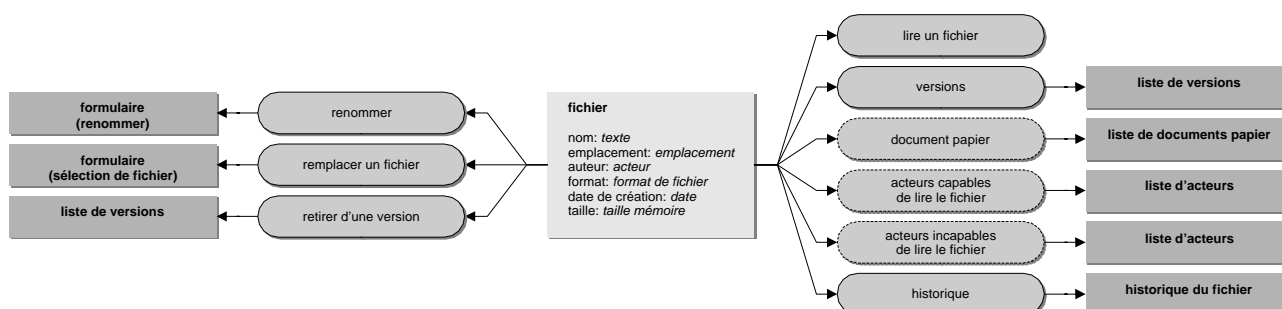 formulaire
(renommer)
renommer
formulaire
(sélection de fichier)
remplacer un fichier
liste de versions
retirer d'une version
fichier
nom: texte
emplacement: emplacement
auteur: acteur
format: format de fichier
date de création: date
taille: taille mémoire
lire un fichier
versions
liste de versions
document papier
liste de documents papier
acteurs capables
de lire le fichier
liste d'acteurs
acteurs incapables
de lire le fichier
liste d'acteurs
historique
historique du fichier